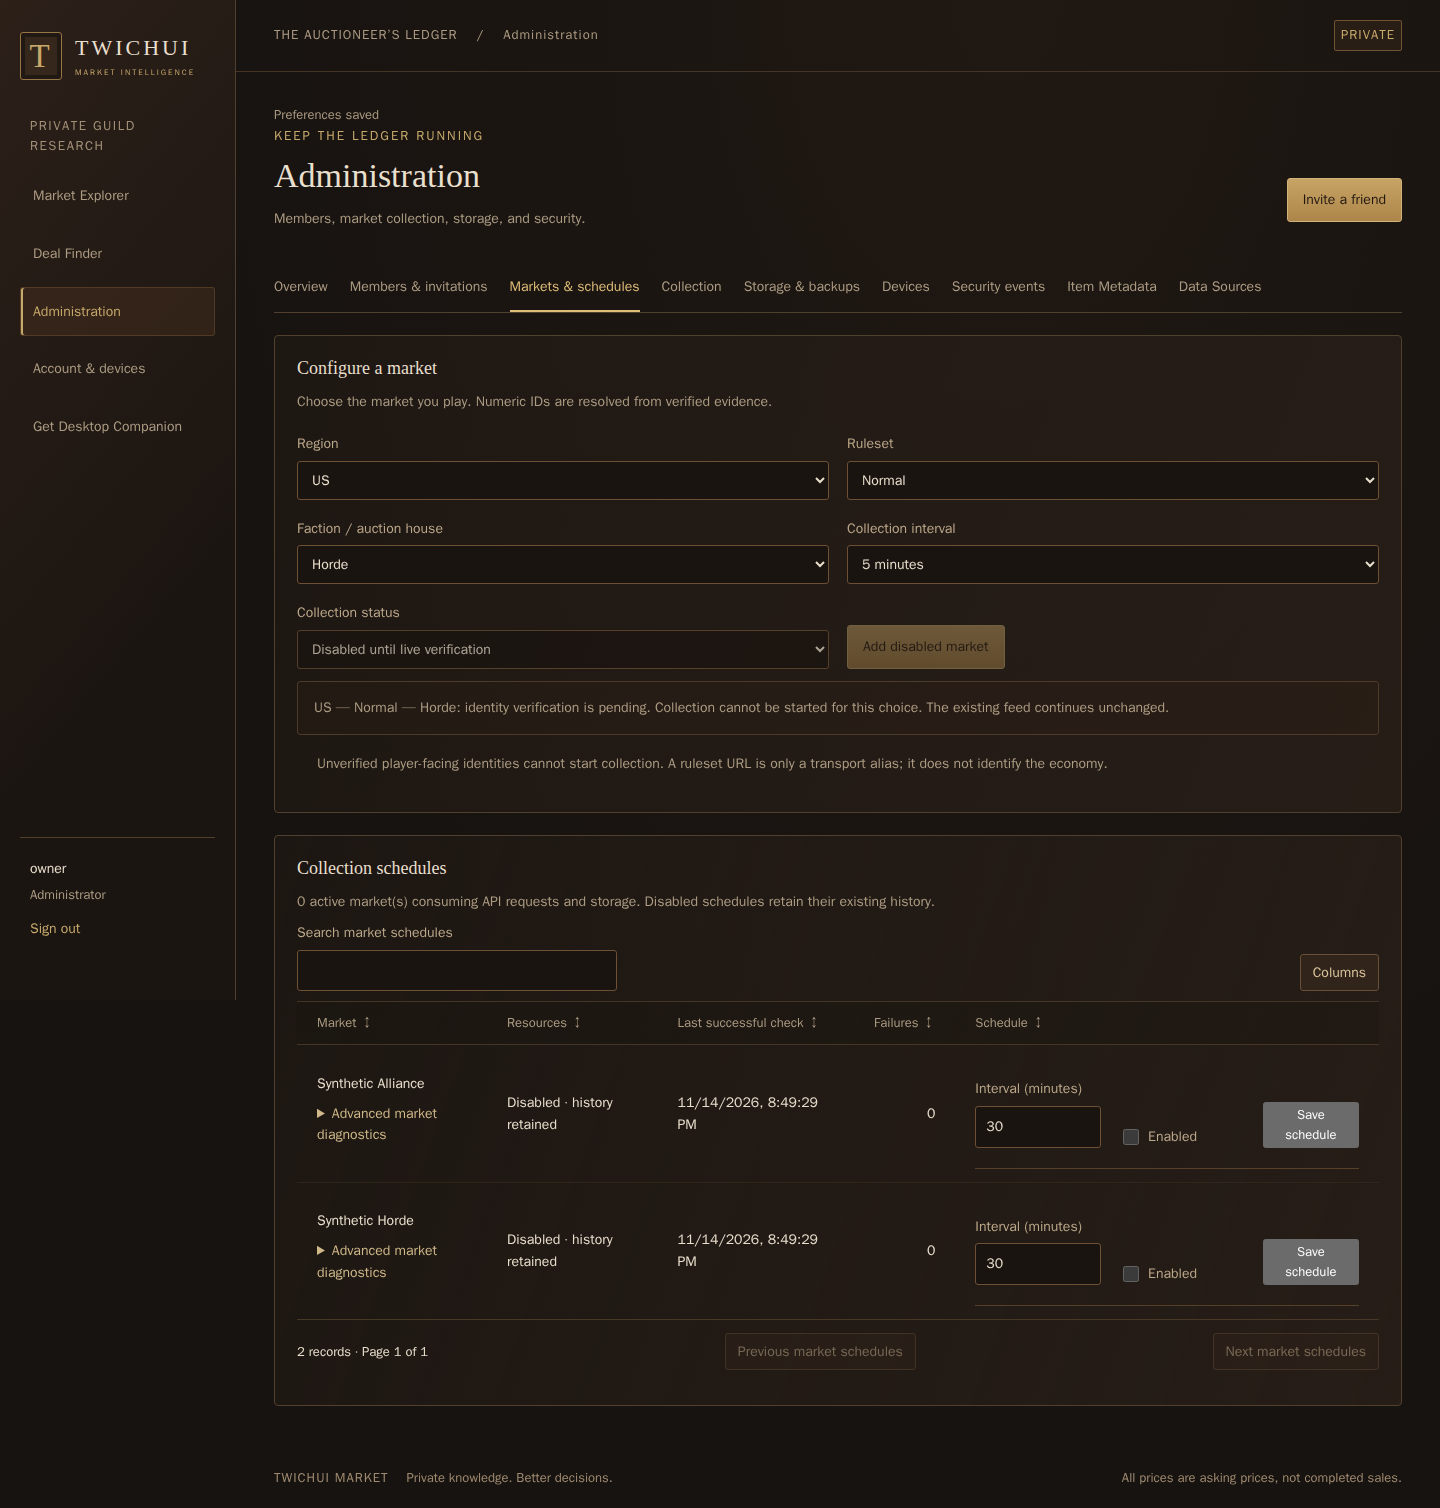 T
TWICHUI
MARKET INTELLIGENCE
PRIVATE GUILD
RESEARCH
Market Explorer
Deal Finder
Administration
Account & devices
Get Desktop Companion
owner
Administrator
Sign out
THE AUCTIONEER'S LEDGER / Administration
PRIVATE
Preferences saved
KEEP THE LEDGER RUNNING
Administration
Members, market collection, storage, and security.
Invite a friend
Overview Members & invitations Markets & schedules Collection Storage & backups Devices Security events Item Metadata Data Sources
Configure a market
Choose the market you play. Numeric IDs are resolved from verified evidence.
Region Ruleset
US Normal
Faction / auction house Collection interval
Horde 5 minutes
Collection status
Disabled until live verification Add disabled market
US — Normal — Horde: identity verification is pending. Collection cannot be started for this choice. The existing feed continues unchanged.
Unverified player-facing identities cannot start collection. A ruleset URL is only a transport alias; it does not identify the economy.
Collection schedules
0 active market(s) consuming API requests and storage. Disabled schedules retain their existing history.
Search market schedules
Columns
Market ↕ Resources ↕ Last successful check ↕ Failures ↕ Schedule ↕
Synthetic Alliance
▶ Advanced market
diagnostics
Disabled · history
retained
11/14/2026, 8:49:29
PM
0
Interval (minutes)
30
Enabled
Save
schedule
Synthetic Horde
▶ Advanced market
diagnostics
Disabled · history
retained
11/14/2026, 8:49:29
PM
0
Interval (minutes)
30
Enabled
Save
schedule
2 records · Page 1 of 1 Previous market schedules Next market schedules
TWICHUI MARKET Private knowledge. Better decisions. All prices are asking prices, not completed sales.